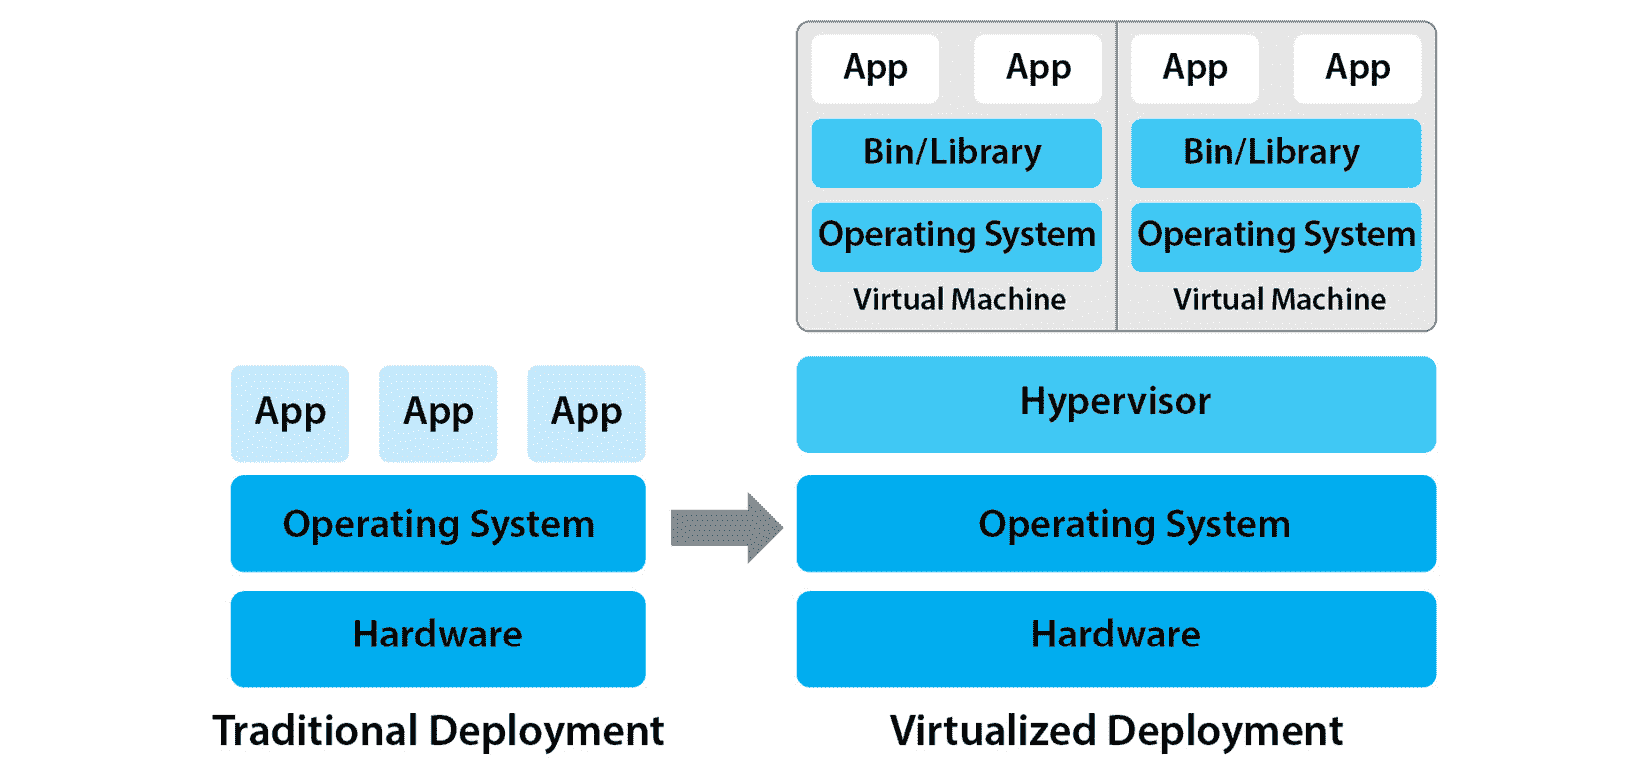 App
App
App
Operating System
Hardware
Traditional Deployment
App
App
Bin/Library
Operating System
Virtual Machine
App
App
Bin/Library
Operating System
Virtual Machine
Hypervisor
Operating System
Hardware
Virtualized Deployment